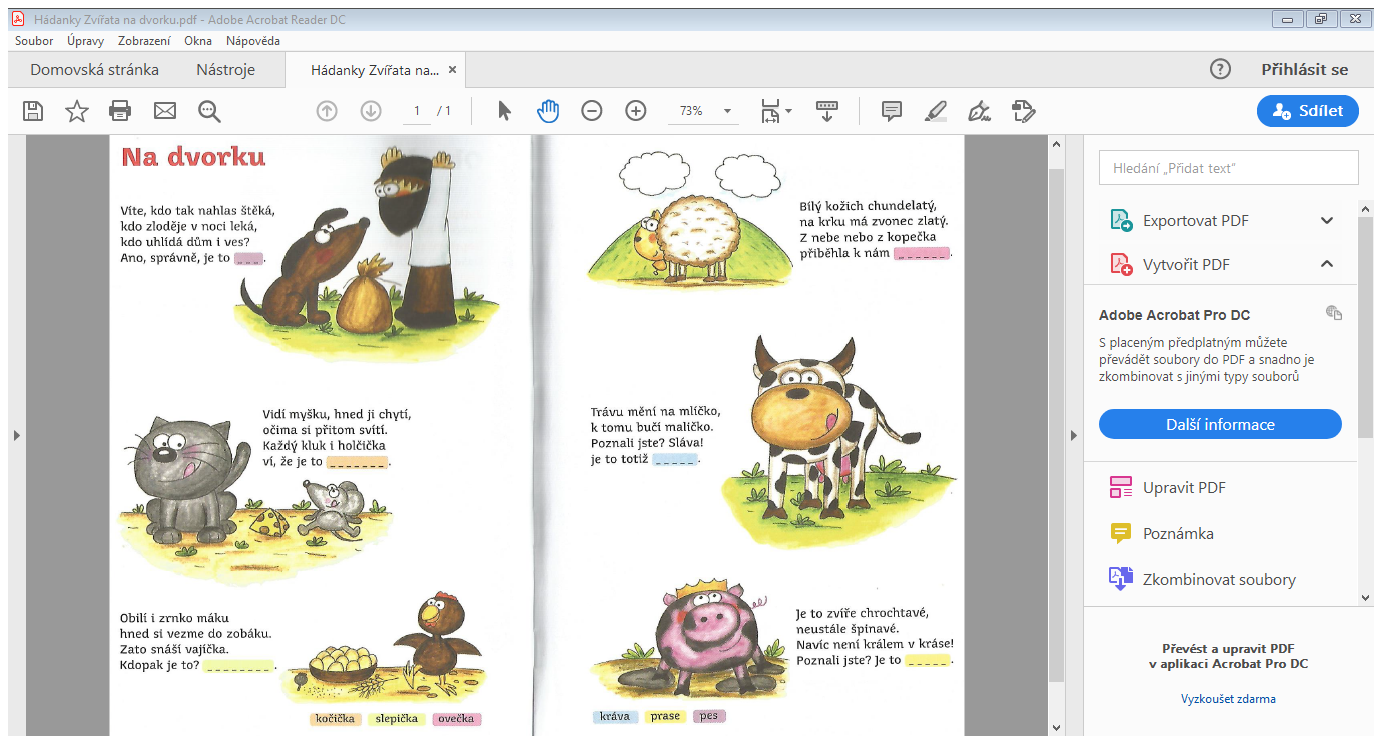 Hádanky Zvířata na dvorku.pdf - Adobe Acrobat Reader DC
Soubor Úpravy Zobrazení Okna Nápověda
Domovská stránka Nástroje Hádanky Zvířata na... × Přihlásit se
1 / 1 73% Sdílet
Na dvorku
Víte, kdo tak nahlas štěká,
kdo zloděje v noci leká,
kdo uhlídá dům i ves?
Ano, správně, je to _ _ _.
Vidí myšku, hned ji chytí,
očima si přitom svítí.
Každý kluk i holčička
ví, že je to _ _ _ _ _ _ _.
Obilí i zrnko máku
hned si vezme do zobáku.
Zato snáší vajíčka.
Kdopak je to? _ _ _ _ _ _ _ _.
kočička slepička ovečka
Bílý kožich chundelatý,
na krku má zvonec zlatý.
Z nebe nebo z kopečka
přiběhla k nám _ _ _ _ _ _.
Trávu mění na mlíčko,
k tomu bučí maličko.
Poznali jste? Sláva!
je to totiž _ _ _ _ _.
Je to zvíře chrochtavé,
neustále špinavé.
Navíc není králem v kráse!
Poznali jste? Je to _ _ _ _ _.
kráva prase pes
Hledání „Přidat text“
Exportovat PDF
Vytvořit PDF
Adobe Acrobat Pro DC
S placeným předplatným můžete
převádět soubory do PDF a snadno je
zkombinovat s jinými typy souborů
Další informace
Upravit PDF
Poznámka
Zkombinovat soubory
Převést a upravit PDF
v aplikaci Acrobat Pro DC
Vyzkoušet zdarma